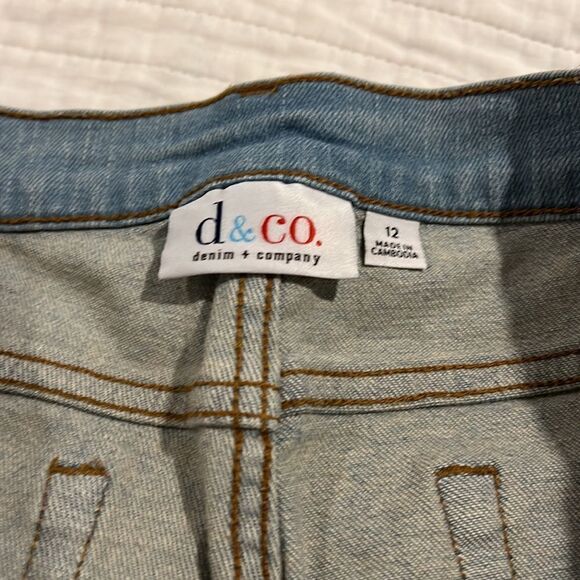 d&co.
denim + company
12
MADE IN
CAMBODIA